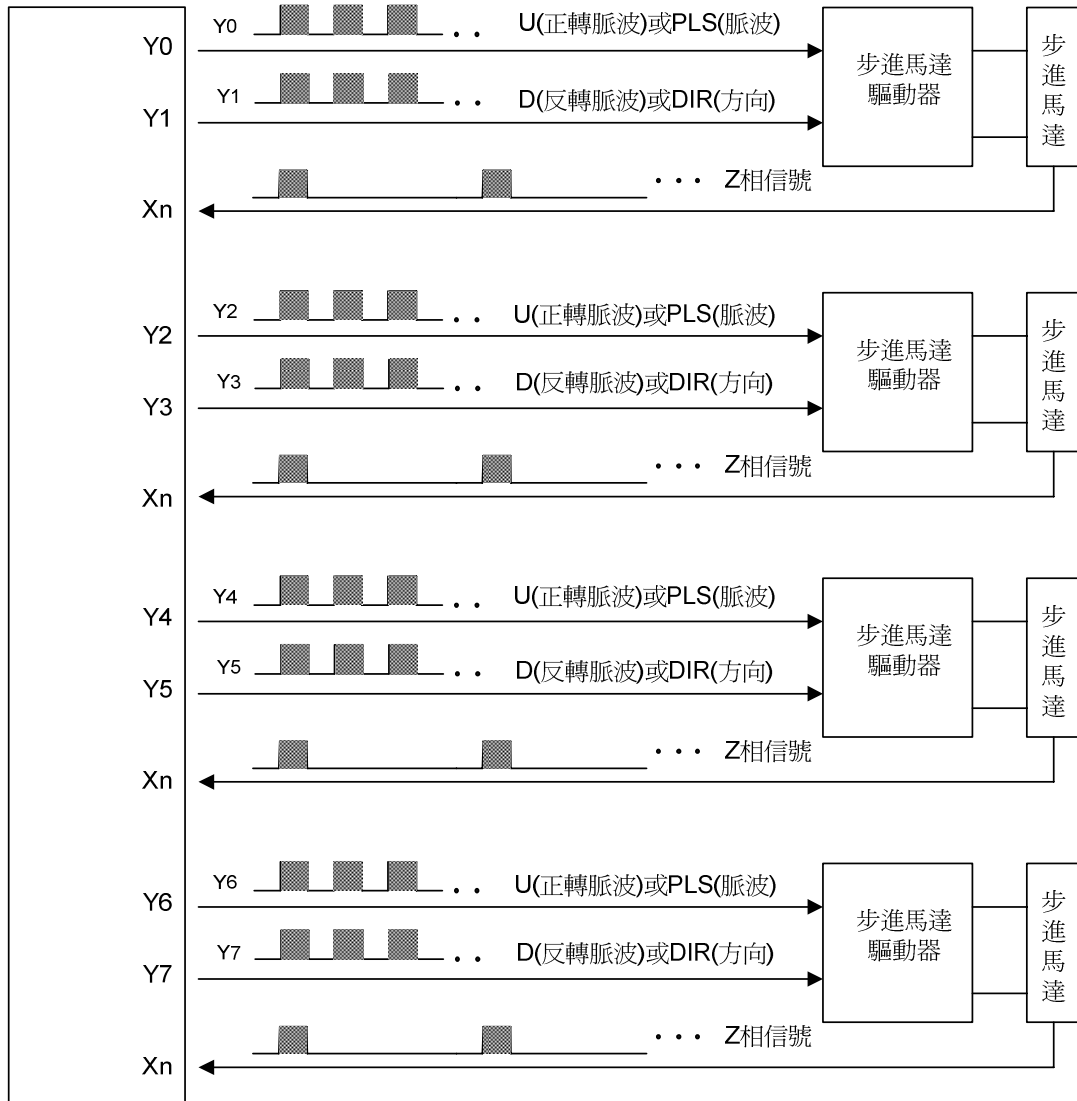 Y0
Y0
U(正轉脈波)或PLS(脈波)
步進馬達
驅動器
步進馬達
Y1
Y1
D(反轉脈波)或DIR(方向)
Xn
Z相信號
Y2
Y2
U(正轉脈波)或PLS(脈波)
步進馬達
驅動器
步進馬達
Y3
Y3
D(反轉脈波)或DIR(方向)
Xn
Z相信號
Y4
Y4
U(正轉脈波)或PLS(脈波)
步進馬達
驅動器
步進馬達
Y5
Y5
D(反轉脈波)或DIR(方向)
Xn
Z相信號
Y6
Y6
U(正轉脈波)或PLS(脈波)
步進馬達
驅動器
步進馬達
Y7
Y7
D(反轉脈波)或DIR(方向)
Xn
Z相信號